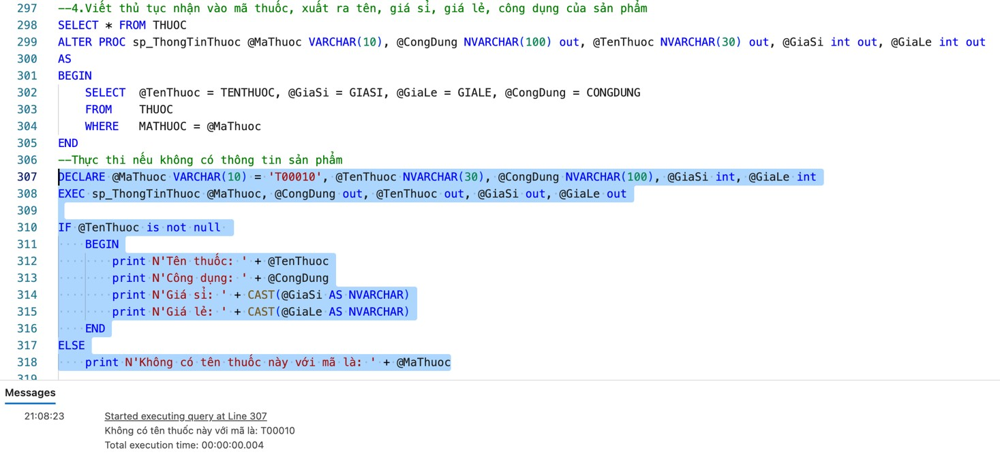 297 --4.Viết thủ tục nhận vào mã thuốc, xuất ra tên, giá sỉ, giá lẻ, công dụng của sản phẩm
298 SELECT * FROM THUOC
299 ALTER PROC sp_ThongTinThuoc @MaThuoc VARCHAR(10), @CongDung NVARCHAR(100) out, @TenThuoc NVARCHAR(30) out, @GiaSi int out, @GiaLe int out
300 AS
301 BEGIN
302 SELECT @TenThuoc = TENTHUOC, @GiaSi = GIASI, @GiaLe = GIALE, @CongDung = CONGDUNG
303 FROM THUOC
304 WHERE MATHUOC = @MaThuoc
305 END
306 --Thực thi nếu không có thông tin sản phẩm
307 DECLARE @MaThuoc VARCHAR(10) = 'T00010', @TenThuoc NVARCHAR(30), @CongDung NVARCHAR(100), @GiaSi int, @GiaLe int
308 EXEC sp_ThongTinThuoc @MaThuoc, @CongDung out, @TenThuoc out, @GiaSi out, @GiaLe out
309
310 IF @TenThuoc is not null
311 BEGIN
312 print N'Tên thuốc: ' + @TenThuoc
313 print N'Công dụng: ' + @CongDung
314 print N'Giá sỉ: ' + CAST(@GiaSi AS NVARCHAR)
315 print N'Giá lẻ: ' + CAST(@GiaLe AS NVARCHAR)
316 END
317 ELSE
318 print N'Không có tên thuốc này với mã là: ' + @MaThuoc
319
Messages
21:08:23 Started executing query at Line 307
Không có tên thuốc này với mã là: T00010
Total execution time: 00:00:00.004